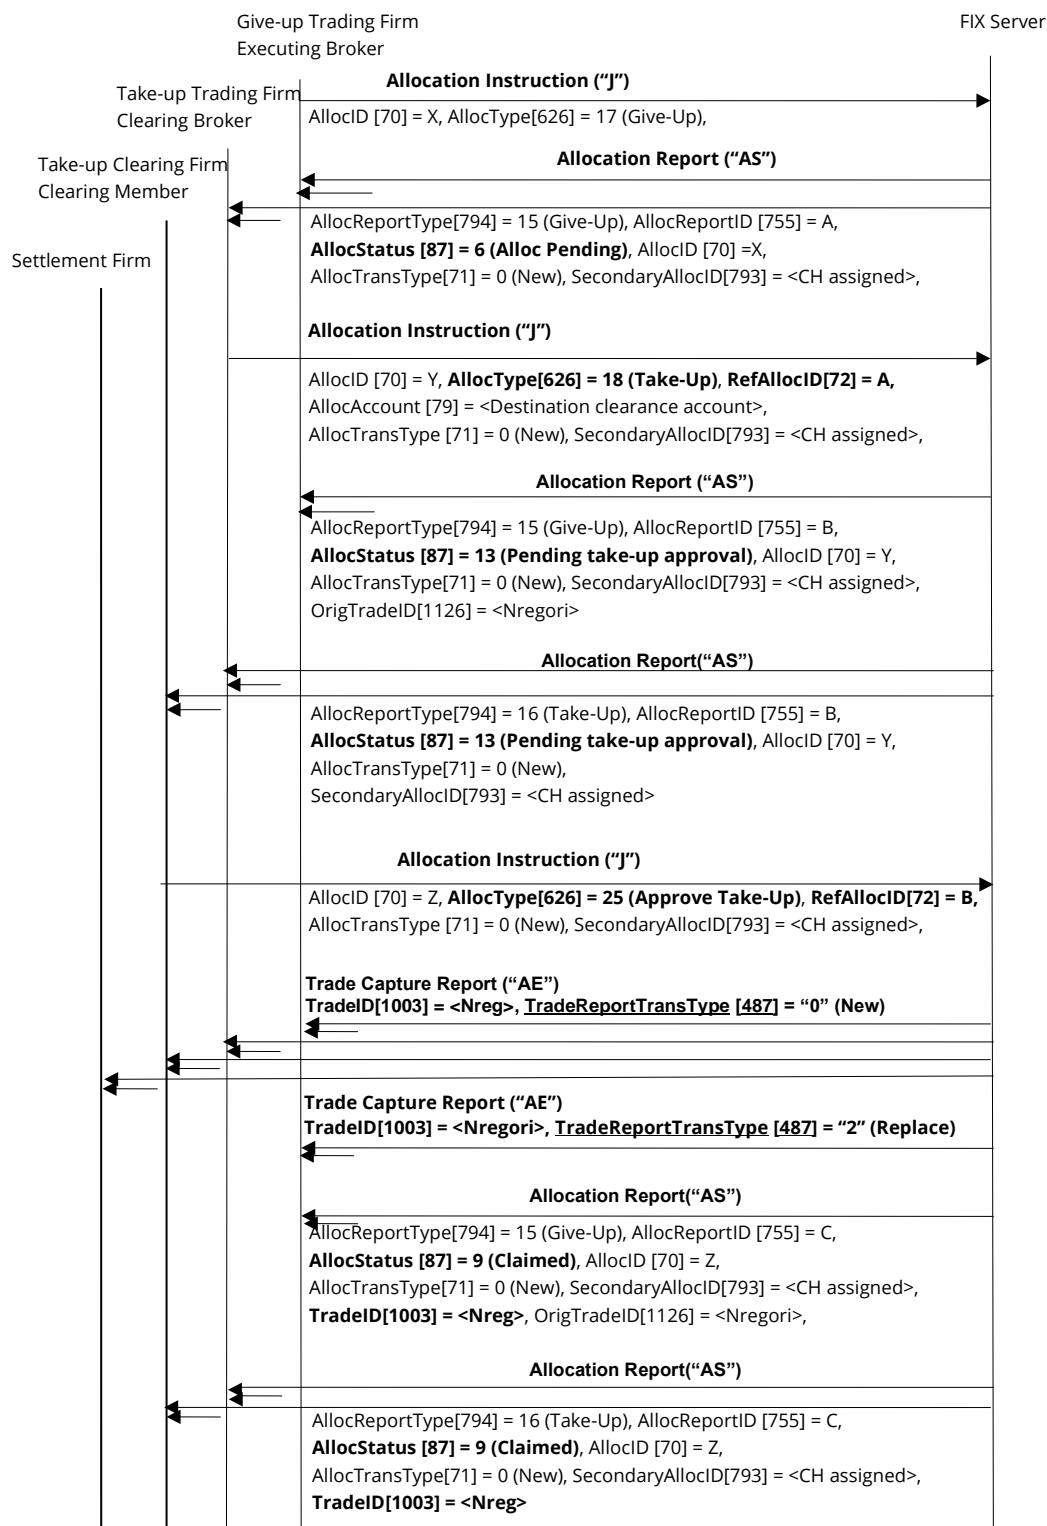 Give-up Trading Firm
Executing Broker
FIX Server
Allocation Instruction (“J”)
Take-up Trading Firm
Clearing Broker
AllocID [70] = X, AllocType[626] = 17 (Give-Up),
Allocation Report (“AS”)
Take-up Clearing Firm
Clearing Member
AllocReportType[794] = 15 (Give-Up), AllocReportID [755] = A,
AllocStatus [87] = 6 (Alloc Pending), AllocID [70] =X,
AllocTransType[71] = 0 (New), SecondaryAllocID[793] = <CH assigned>,
Settlement Firm
Allocation Instruction (“J”)
AllocID [70] = Y, AllocType[626] = 18 (Take-Up), RefAllocID[72] = A,
AllocAccount [79] = <Destination clearance account>,
AllocTransType [71] = 0 (New), SecondaryAllocID[793] = <CH assigned>,
Allocation Report (“AS”)
AllocReportType[794] = 15 (Give-Up), AllocReportID [755] = B,
AllocStatus [87] = 13 (Pending take-up approval), AllocID [70] = Y,
AllocTransType[71] = 0 (New), SecondaryAllocID[793] = <CH assigned>,
OrigTradeID[1126] = <Nregori>
Allocation Report(“AS”)
AllocReportType[794] = 16 (Take-Up), AllocReportID [755] = B,
AllocStatus [87] = 13 (Pending take-up approval), AllocID [70] = Y,
AllocTransType[71] = 0 (New),
SecondaryAllocID[793] = <CH assigned>
Allocation Instruction (“J”)
AllocID [70] = Z, AllocType[626] = 25 (Approve Take-Up), RefAllocID[72] = B,
AllocTransType [71] = 0 (New), SecondaryAllocID[793] = <CH assigned>,
Trade Capture Report (“AE”)
TradeID[1003] = <Nreg>, TradeReportTransType [487] = “0” (New)
Trade Capture Report (“AE”)
TradeID[1003] = <Nregori>, TradeReportTransType [487] = “2” (Replace)
Allocation Report(“AS”)
AllocReportType[794] = 15 (Give-Up), AllocReportID [755] = C,
AllocStatus [87] = 9 (Claimed), AllocID [70] = Z,
AllocTransType[71] = 0 (New), SecondaryAllocID[793] = <CH assigned>,
TradeID[1003] = <Nreg>, OrigTradeID[1126] = <Nregori>,
Allocation Report(“AS”)
AllocReportType[794] = 16 (Take-Up), AllocReportID [755] = C,
AllocStatus [87] = 9 (Claimed), AllocID [70] = Z,
AllocTransType[71] = 0 (New), SecondaryAllocID[793] = <CH assigned>,
TradeID[1003] = <Nreg>